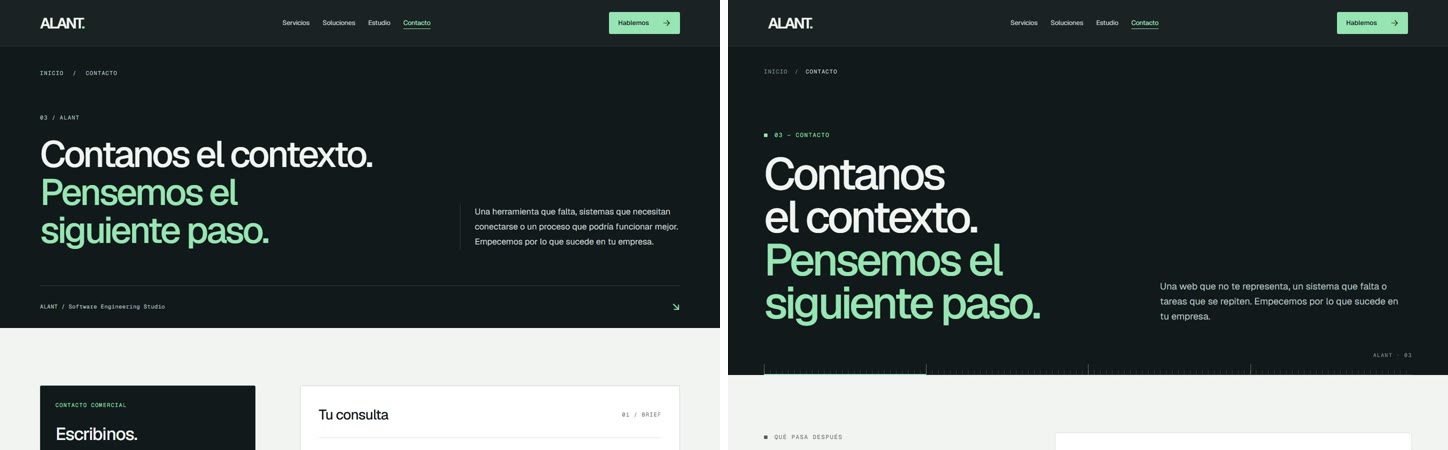 ALANT.
Servicios Soluciones Estudio Contacto
Hablemos
INICIO / CONTACTO
03 / ALANT
Contanos el contexto.
Pensemos el
siguiente paso.
Una herramienta que falta, sistemas que necesitan
conectarse o un proceso que podría funcionar mejor.
Empecemos por lo que sucede en tu empresa.
ALANT / Software Engineering Studio
CONTACTO COMERCIAL
Escribinos.
Tu consulta
01 / BRIEF
ALANT.
Servicios Soluciones Estudio Contacto
Hablemos
INICIO / CONTACTO
03 — CONTACTO
Contanos
el contexto.
Pensemos el
siguiente paso.
Una web que no te representa, un sistema que falta o
tareas que se repiten. Empecemos por lo que sucede en
tu empresa.
ALANT · 03
QUÉ PASA DESPUÉS